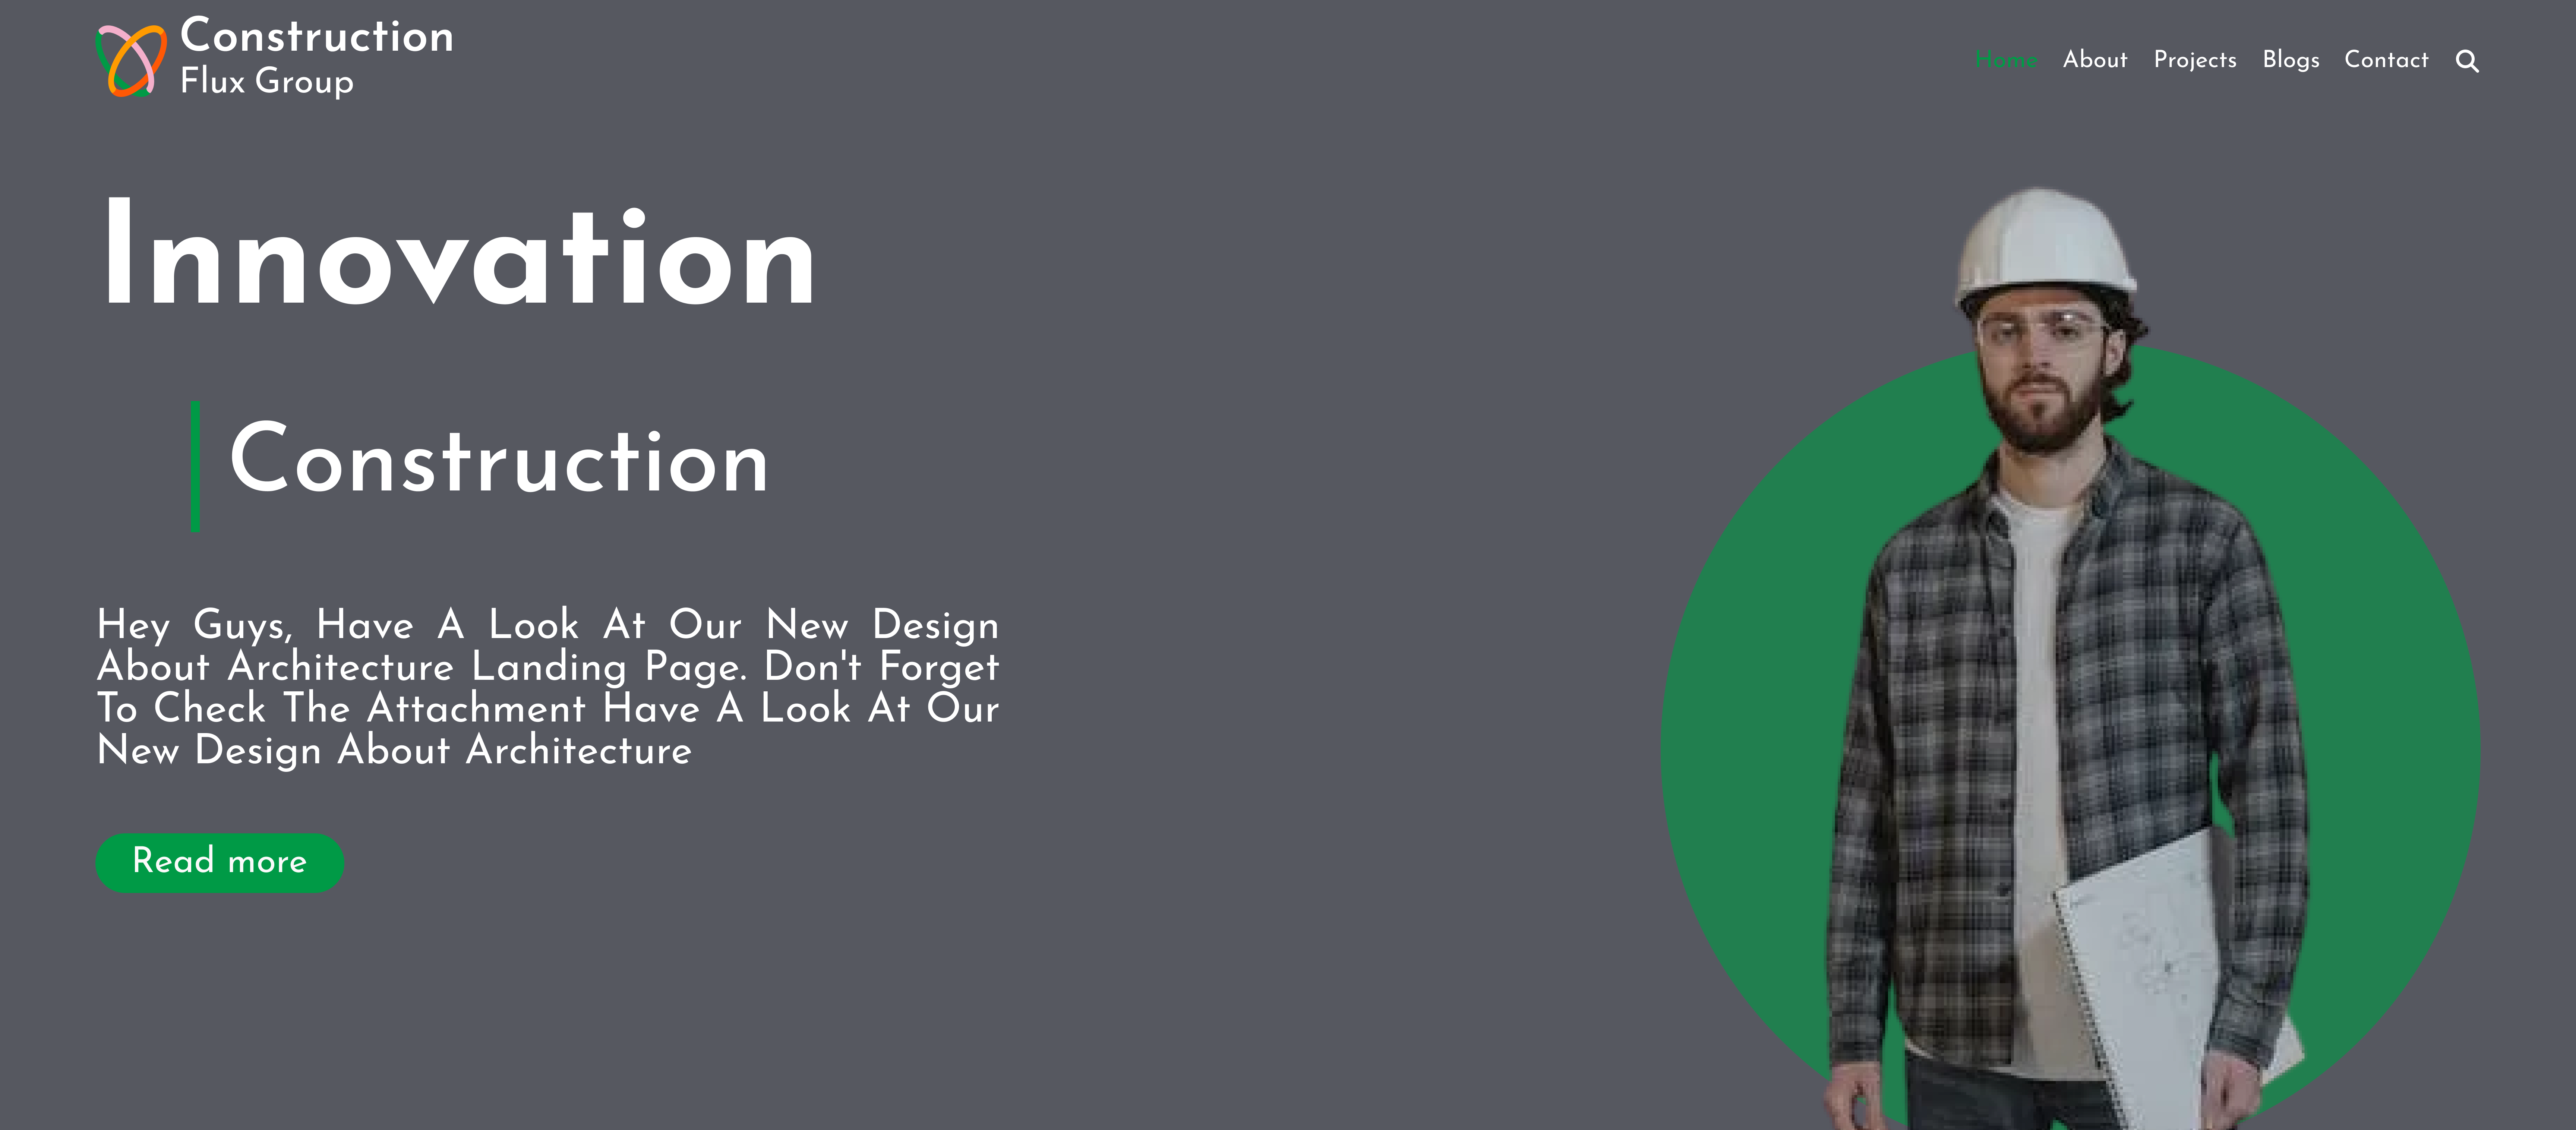 Construction
Flux Group
Home About Projects Blogs Contact
Innovation
Construction
Hey Guys, Have A Look At Our New Design
About Architecture Landing Page. Don't Forget
To Check The Attachment Have A Look At Our
New Design About Architecture
Read more